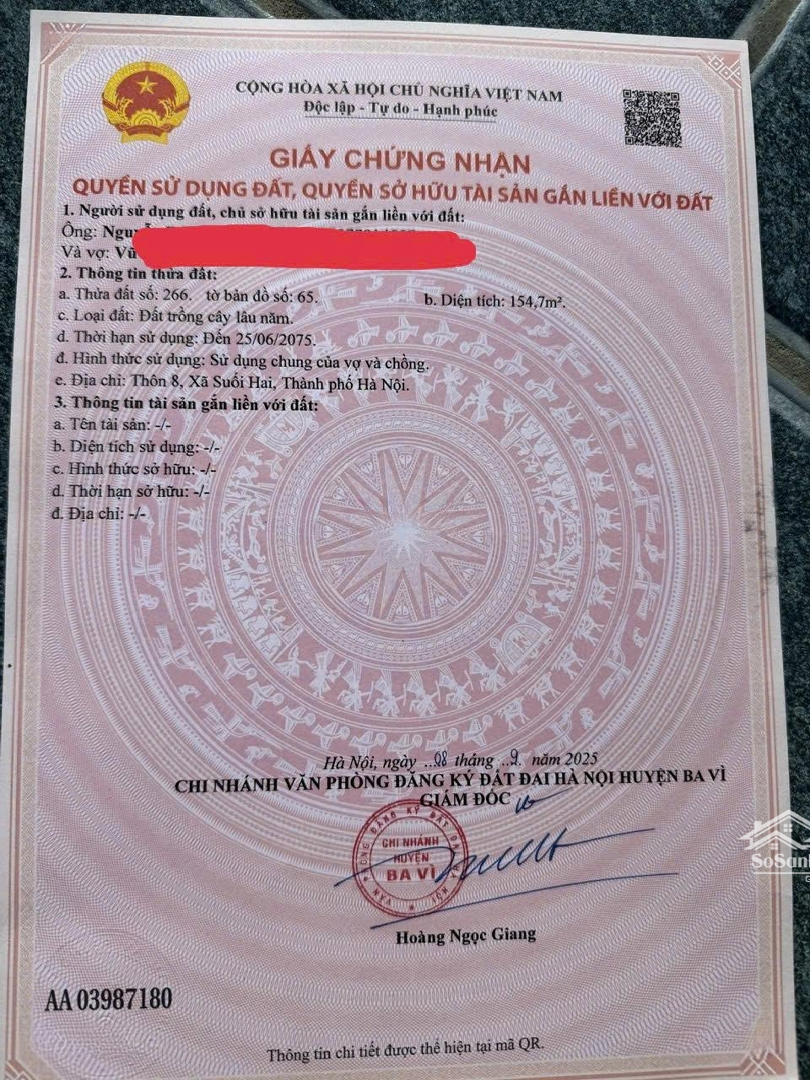 CỘNG HÒA XÃ HỘI CHỦ NGHĨA VIỆT NAM
Độc lập - Tự do - Hạnh phúc
GIẤY CHỨNG NHẬN
QUYỀN SỬ DỤNG ĐẤT, QUYỀN SỞ HỮU TÀI SẢN GẮN LIỀN VỚI ĐẤT
1. Người sử dụng đất, chủ sở hữu tài sản gắn liền với đất:
Ông:
Và vợ: Vũ
2. Thông tin thửa đất:
a. Thửa đất số: 266. tờ bản đồ số: 65. b. Diện tích: 154,7m².
c. Loại đất: Đất trồng cây lâu năm.
d. Thời hạn sử dụng: Đến 25/06/2075.
đ. Hình thức sử dụng: Sử dụng chung của vợ và chồng.
e. Địa chỉ: Thôn 8, Xã Suối Hai, Thành phố Hà Nội.
3. Thông tin tài sản gắn liền với đất:
a. Tên tài sản: -/-
b. Diện tích sử dụng: -/-
c. Hình thức sở hữu: -/-
d. Thời hạn sở hữu: -/-
đ. Địa chỉ: -/-
Hà Nội, ngày ..08 tháng ..9. năm 2025
CHI NHÁNH VĂN PHÒNG ĐĂNG KÝ ĐẤT ĐAI HÀ NỘI HUYỆN BA VÌ
GIÁM ĐỐC
CHI NHÁNH
HUYỆN
BA VÌ
Hoàng Ngọc Giang
AA 03987180
Thông tin chi tiết được thể hiện tại mã QR.